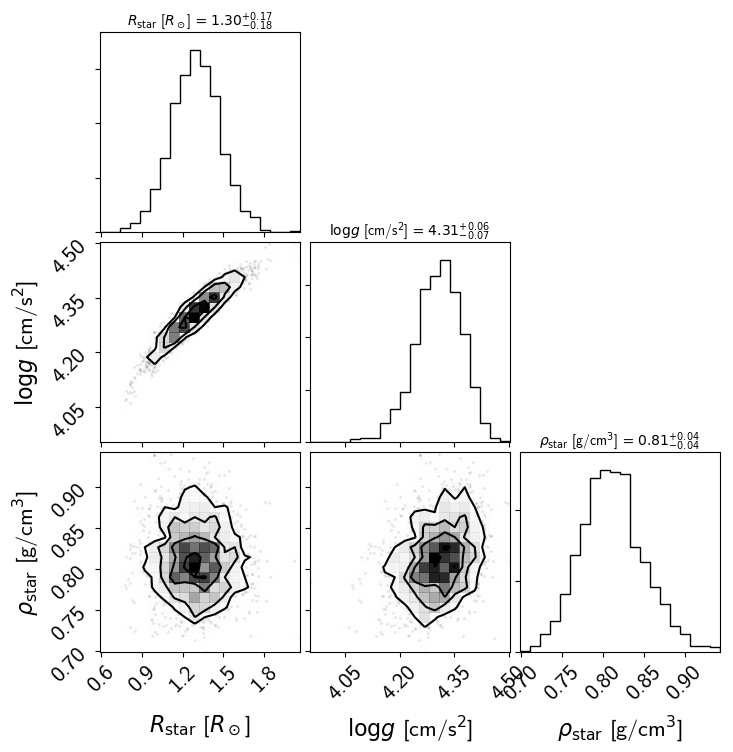 R_star [R_⊙] = 1.30^{+0.17}_{-0.18}
log g [cm/s²] = 4.31^{+0.06}_{-0.07}
4.50
4.35
4.20
4.05
log g [cm/s²]
ρ_star [g/cm³] = 0.81^{+0.04}_{-0.04}
0.90
0.85
0.80
0.75
0.70
ρ_star [g/cm³]
0.6 0.9 1.2 1.5 1.8
4.05 4.20 4.35 4.50
0.70 0.75 0.80 0.85 0.90
R_star [R_⊙]
log g [cm/s²]
ρ_star [g/cm³]